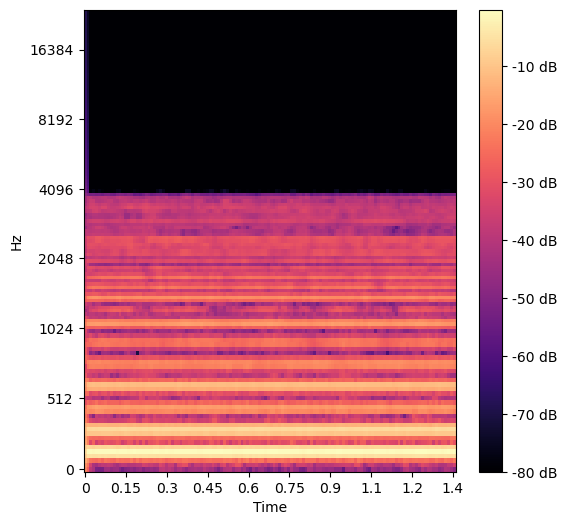 16384
8192
4096
2048
1024
512
0
Hz
0 0.15 0.3 0.45 0.6 0.75 0.9 1.1 1.2 1.4
Time
-10 dB
-20 dB
-30 dB
-40 dB
-50 dB
-60 dB
-70 dB
-80 dB